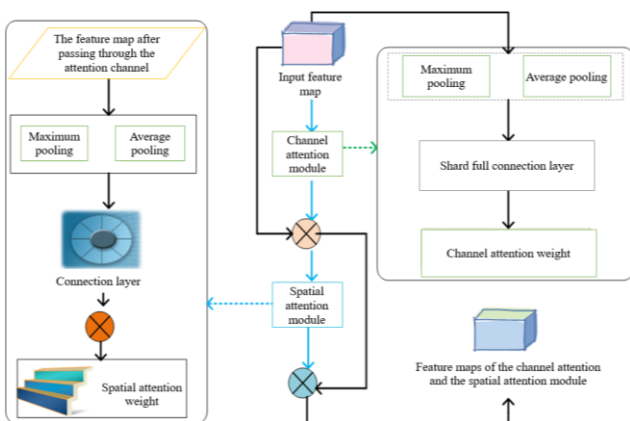 The feature map after
passing through the
attention channel
Maximum
pooling
Average
pooling
Connection layer
Spatial attention
weight
Input feature
map
Channel
attention
module
Spatial
attention
module
Maximum
pooling
Average pooling
Shard full connection layer
Channel attention weight
Feature maps of the channel attention
and the spatial attention module